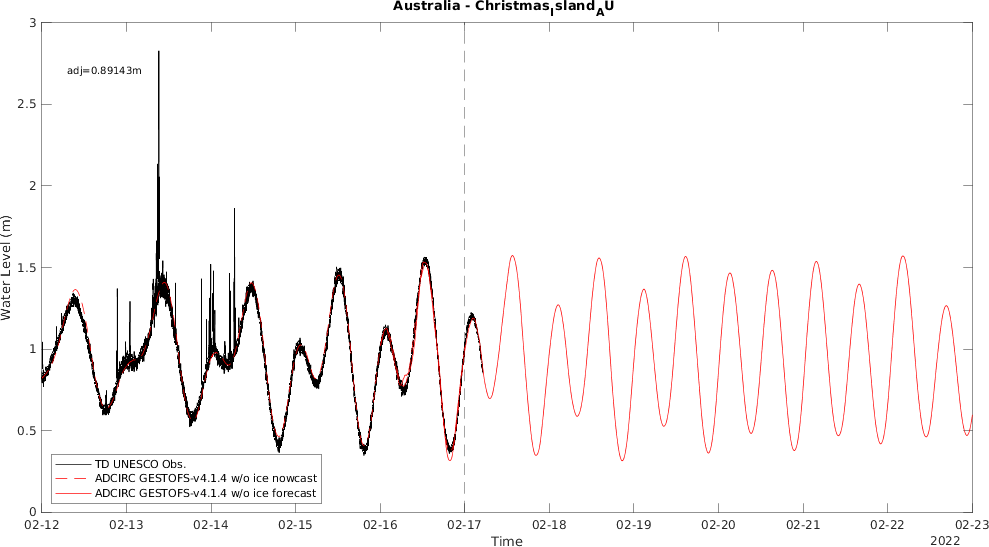 Australia - Christmas_Island_AU
3
2.5
2
1.5
1
0.5
0
Water Level (m)
adj=0.89143m
TD UNESCO Obs.
ADCIRC GESTOFS-v4.1.4 w/o ice nowcast
ADCIRC GESTOFS-v4.1.4 w/o ice forecast
02-12 02-13 02-14 02-15 02-16 02-17 02-18 02-19 02-20 02-21 02-22 02-23
Time
2022